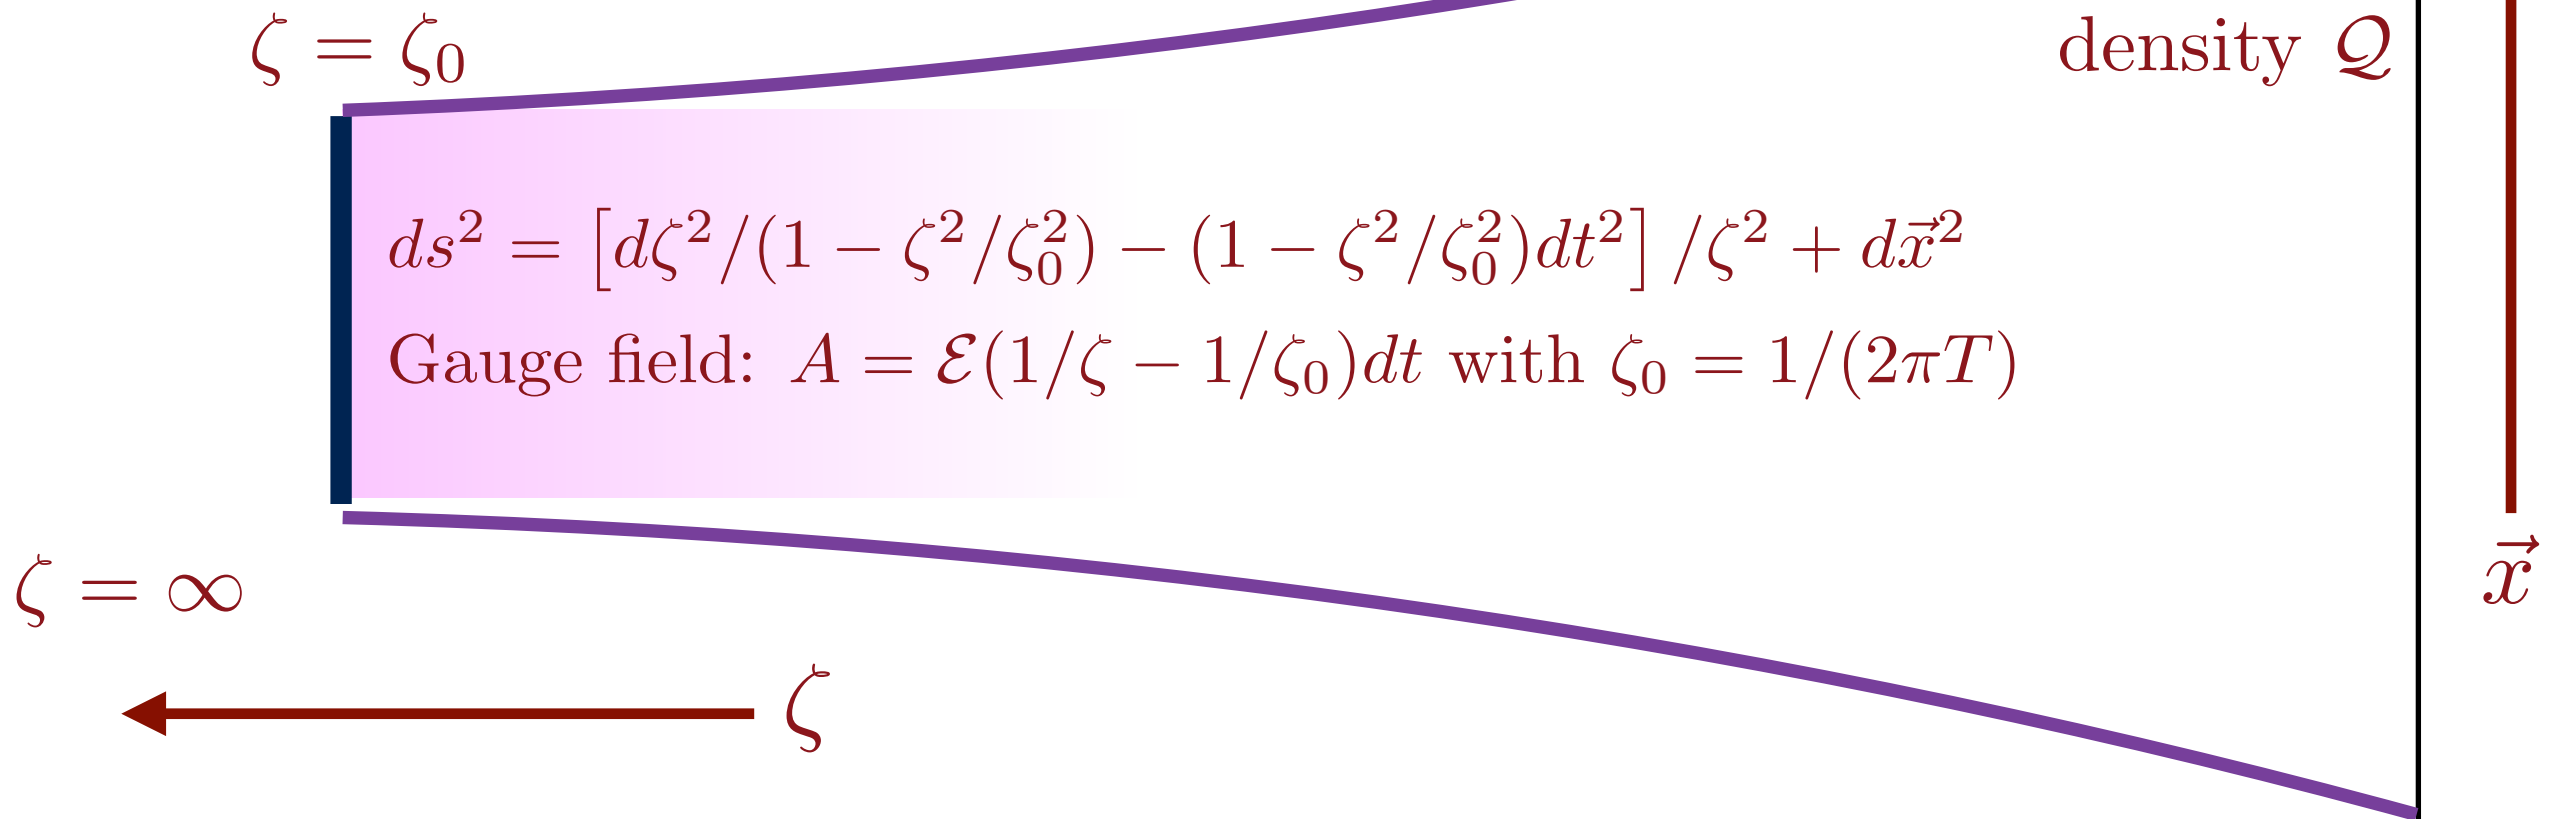 ζ = ζ₀
density 𝒬
ds² = [dζ²/(1 − ζ²/ζ₀²) − (1 − ζ²/ζ₀²)dt²] /ζ² + dx⃗²
Gauge field: A = ℰ(1/ζ − 1/ζ₀)dt with ζ₀ = 1/(2πT)
ζ = ∞
x⃗
ζ